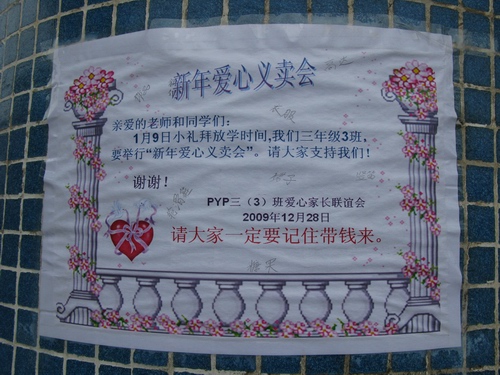 新年爱心义卖会
亲爱的老师和同学们：
1月9日小礼拜放学时间，我们三年级3班，
要举行“新年爱心义卖会”。请大家支持我们！
谢谢！
PYP三（3）班爱心家长联谊会
2009年12月28日
请大家一定要记住带钱来。